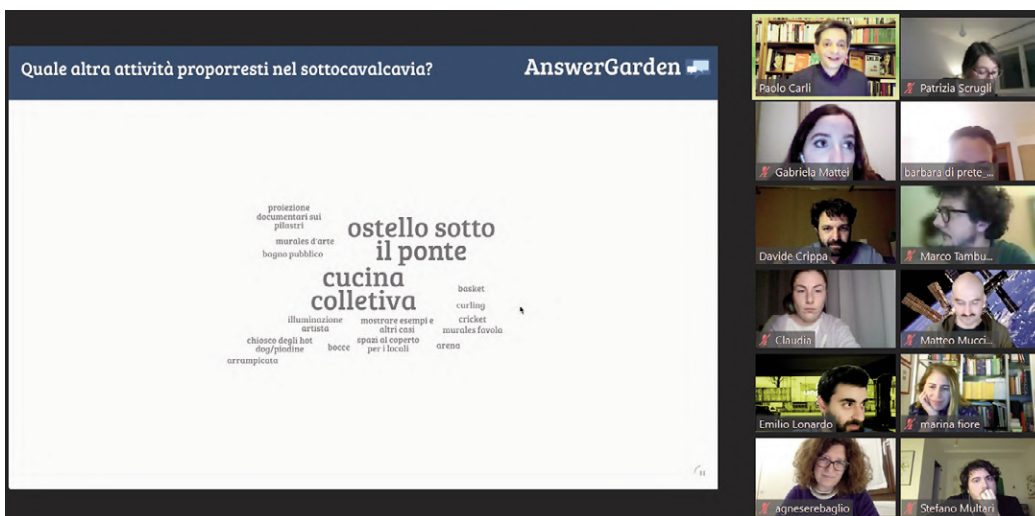 Quale altra attività proporresti nel sottocavalcavia?
AnswerGarden
proiezione
documentari sui
pilastri
ostello sotto
il ponte
murales d'arte
bagno pubblico
cucina
colletiva
basket
curling
illuminazione
artista
mostrare esempi e
altri casi
cricket
murales favola
chiosco degli hot
dog/piadine
bocce
spazi al coperto
per i locali
arena
arrampicata
11
Paolo Carli
Patrizia Scrugli
Gabriela Mattei
barbara di prete_...
Davide Crippa
Marco Tambu...
Claudia
Matteo Mucci...
Emilio Lonardo
marina fiore
agneserebaglio
Stefano Multari